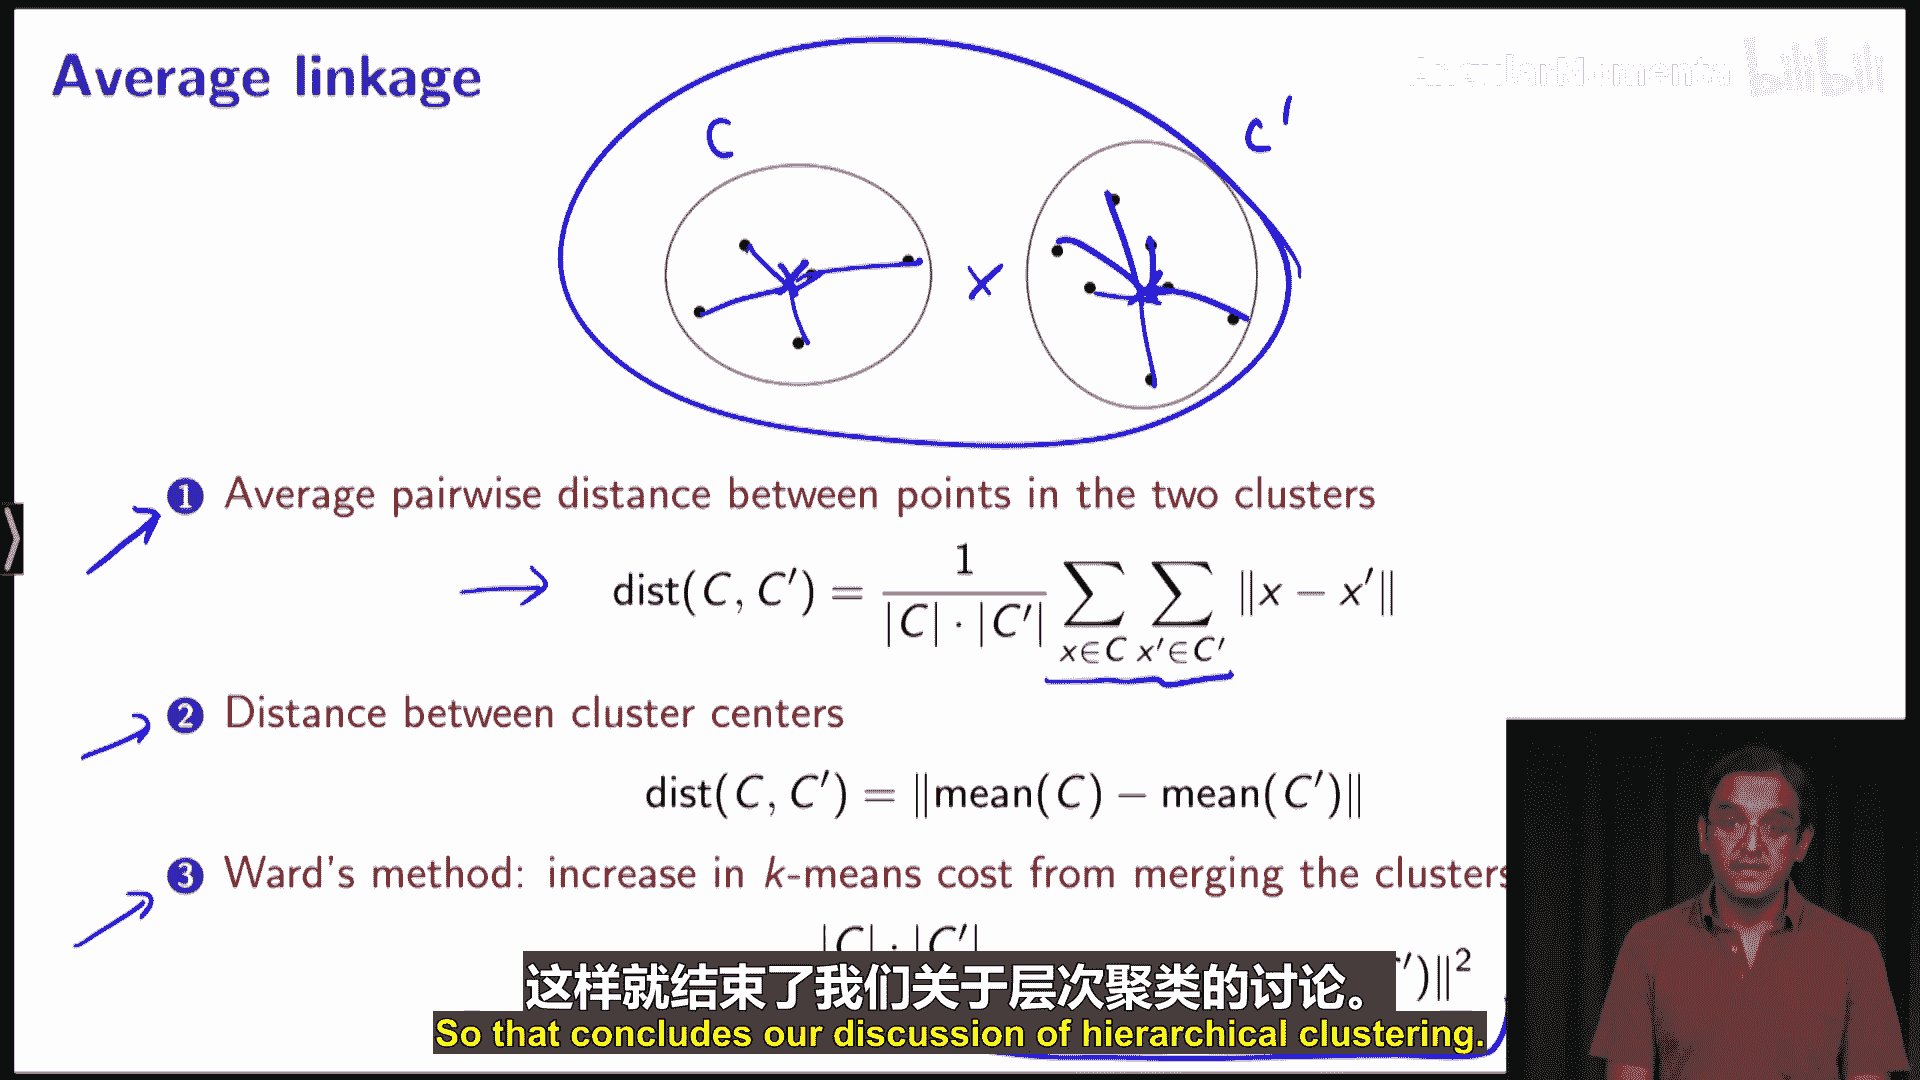 Average linkage
bilibili
C
C'
x
1 Average pairwise distance between points in the two clusters
dist(C, C′) = 1 / |C| · |C′| ∑x∈C ∑x′∈C′ ‖x − x′‖
2 Distance between cluster centers
dist(C, C′) = ‖mean(C) − mean(C′)‖
3 Ward's method: increase in k-means cost from merging the clusters
|C| · |C′|
′)‖²
这样就结束了我们关于层次聚类的讨论。
So that concludes our discussion of hierarchical clustering.